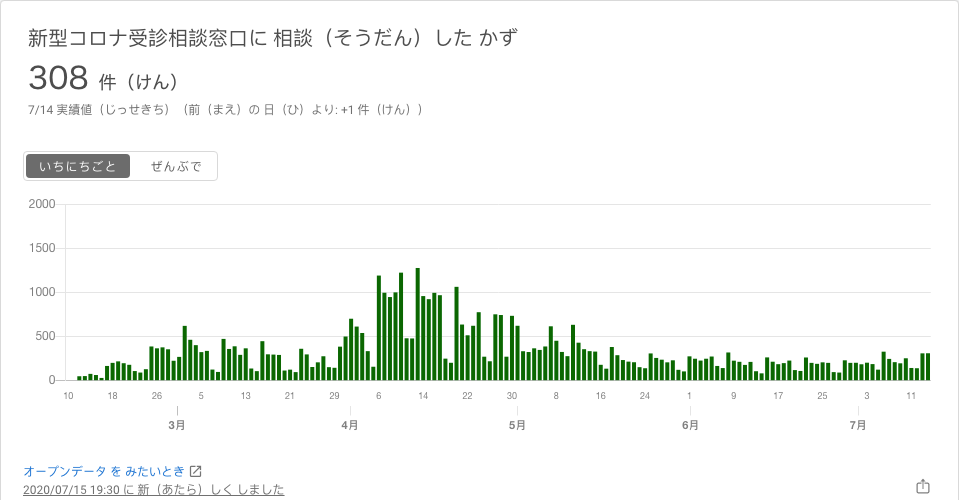 新型コロナ受診相談窓口に 相談（そうだん）した かず
308 件（けん）
7/14 実績値（じっせきち）（前（まえ）の 日（ひ）より: +1 件（けん））
いちにちごと ぜんぶで
2000
1500
1000
500
0
10 18 26 5 13 21 29 6 14 22 30 8 16 24 1 9 17 25 3 11
3月 4月 5月 6月 7月
オープンデータ を みたいとき
2020/07/15 19:30 に 新（あたら）しく しました